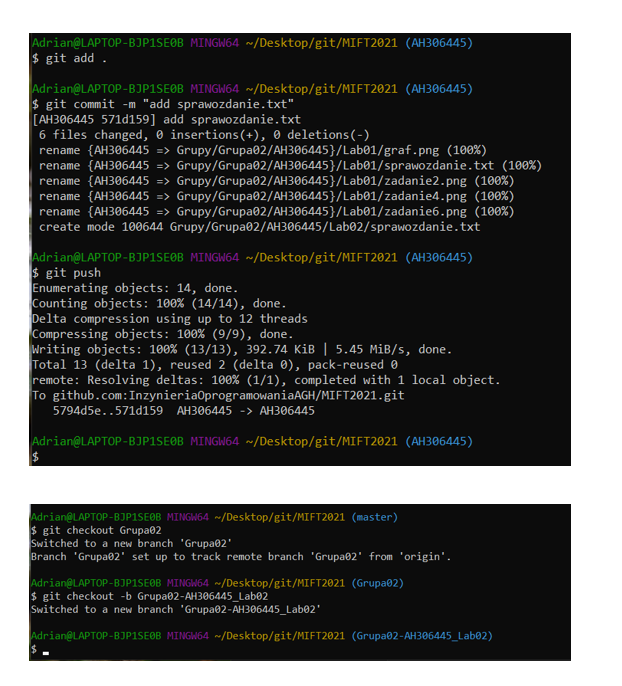 Adrian@LAPTOP-BJP1SE0B MINGW64 ~/Desktop/git/MIFT2021 (AH306445)
$ git add .
Adrian@LAPTOP-BJP1SE0B MINGW64 ~/Desktop/git/MIFT2021 (AH306445)
$ git commit -m "add sprawozdanie.txt"
[AH306445 571d159] add sprawozdanie.txt
6 files changed, 0 insertions(+), 0 deletions(-)
rename {AH306445 => Grupy/Grupa02/AH306445}/Lab01/graf.png (100%)
rename {AH306445 => Grupy/Grupa02/AH306445}/Lab01/sprawozdanie.txt (100%)
rename {AH306445 => Grupy/Grupa02/AH306445}/Lab01/zadanie2.png (100%)
rename {AH306445 => Grupy/Grupa02/AH306445}/Lab01/zadanie4.png (100%)
rename {AH306445 => Grupy/Grupa02/AH306445}/Lab01/zadanie6.png (100%)
create mode 100644 Grupy/Grupa02/AH306445/Lab02/sprawozdanie.txt
Adrian@LAPTOP-BJP1SE0B MINGW64 ~/Desktop/git/MIFT2021 (AH306445)
$ git push
Enumerating objects: 14, done.
Counting objects: 100% (14/14), done.
Delta compression using up to 12 threads
Compressing objects: 100% (9/9), done.
Writing objects: 100% (13/13), 392.74 KiB | 5.45 MiB/s, done.
Total 13 (delta 1), reused 2 (delta 0), pack-reused 0
remote: Resolving deltas: 100% (1/1), completed with 1 local object.
To github.com:InzynieriaOprogramowaniaAGH/MIFT2021.git
5794d5e..571d159  AH306445 -> AH306445
Adrian@LAPTOP-BJP1SE0B MINGW64 ~/Desktop/git/MIFT2021 (AH306445)
$
Adrian@LAPTOP-BJP1SE0B MINGW64 ~/Desktop/git/MIFT2021 (master)
$ git checkout Grupa02
Switched to a new branch 'Grupa02'
Branch 'Grupa02' set up to track remote branch 'Grupa02' from 'origin'.
Adrian@LAPTOP-BJP1SE0B MINGW64 ~/Desktop/git/MIFT2021 (Grupa02)
$ git checkout -b Grupa02-AH306445_Lab02
Switched to a new branch 'Grupa02-AH306445_Lab02'
Adrian@LAPTOP-BJP1SE0B MINGW64 ~/Desktop/git/MIFT2021 (Grupa02-AH306445_Lab02)
$